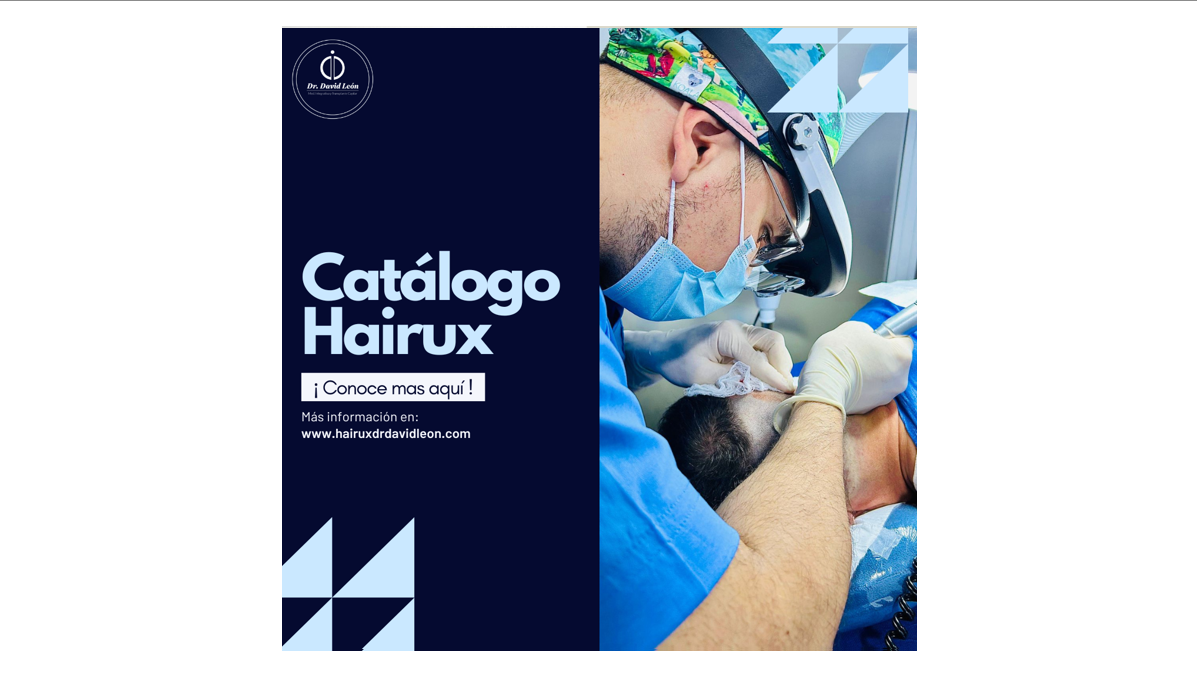 Dr. David León
Catálogo
Hairux
¡ Conoce mas aquí !
Más información en:
www.hairuxdrdavidleon.com